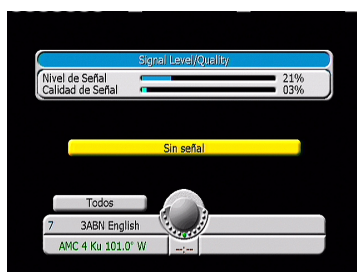 Signal Level/Quality
Nivel de Señal 21%
Calidad de Señal 03%
Sin señal
Todos
7 3ABN English
AMC 4 Ku 101.0° W --:--